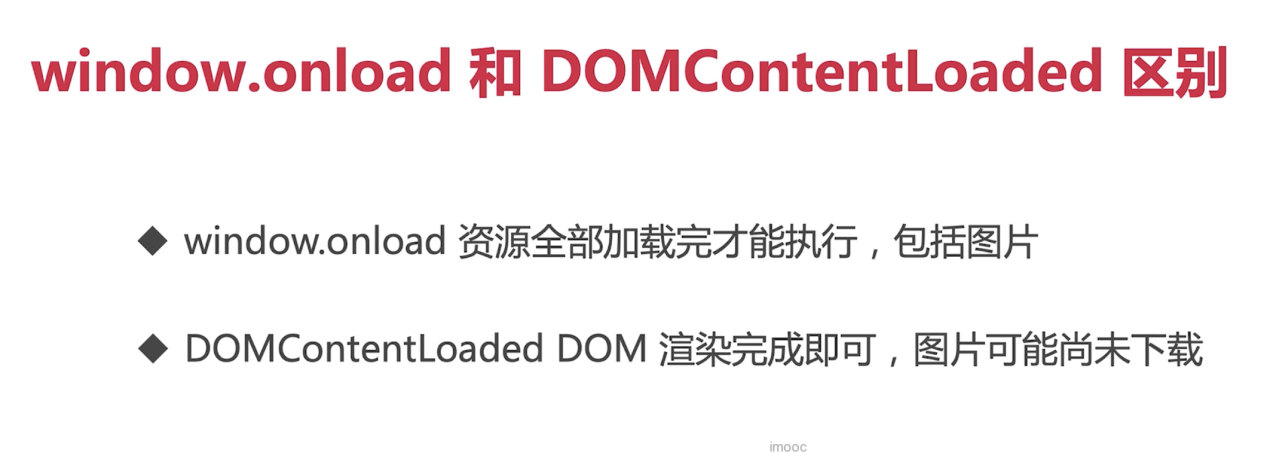 window.onload 和 DOMContentLoaded 区别
◆ window.onload 资源全部加载完才能执行，包括图片
◆ DOMContentLoaded DOM 渲染完成即可，图片可能尚未下载
imooc